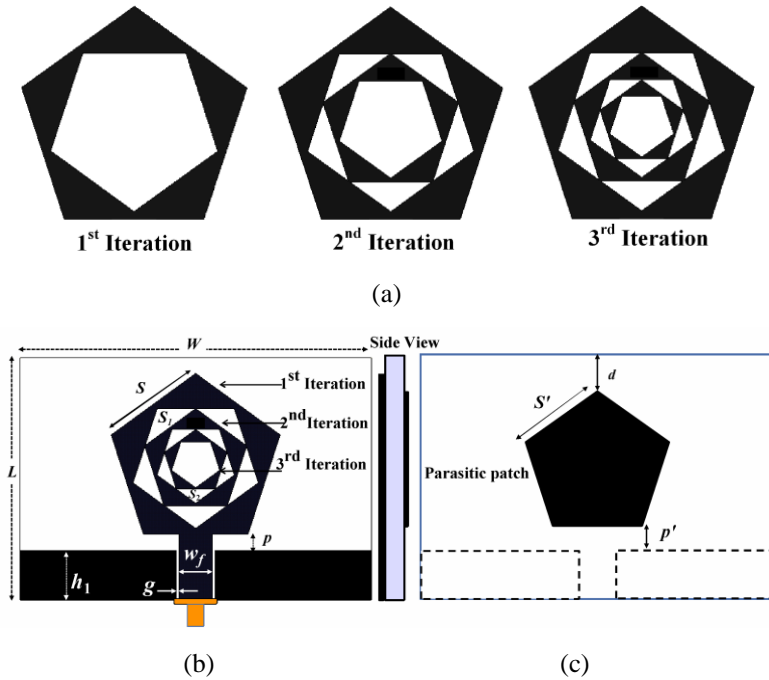 1st Iteration
2nd Iteration
3rd Iteration
(a)
W
Side View
S
1st Iteration
d
S1
2nd Iteration
S′
L
3rd Iteration
Parasitic patch
S2
p
p′
wf
h1
g
(b)
(c)